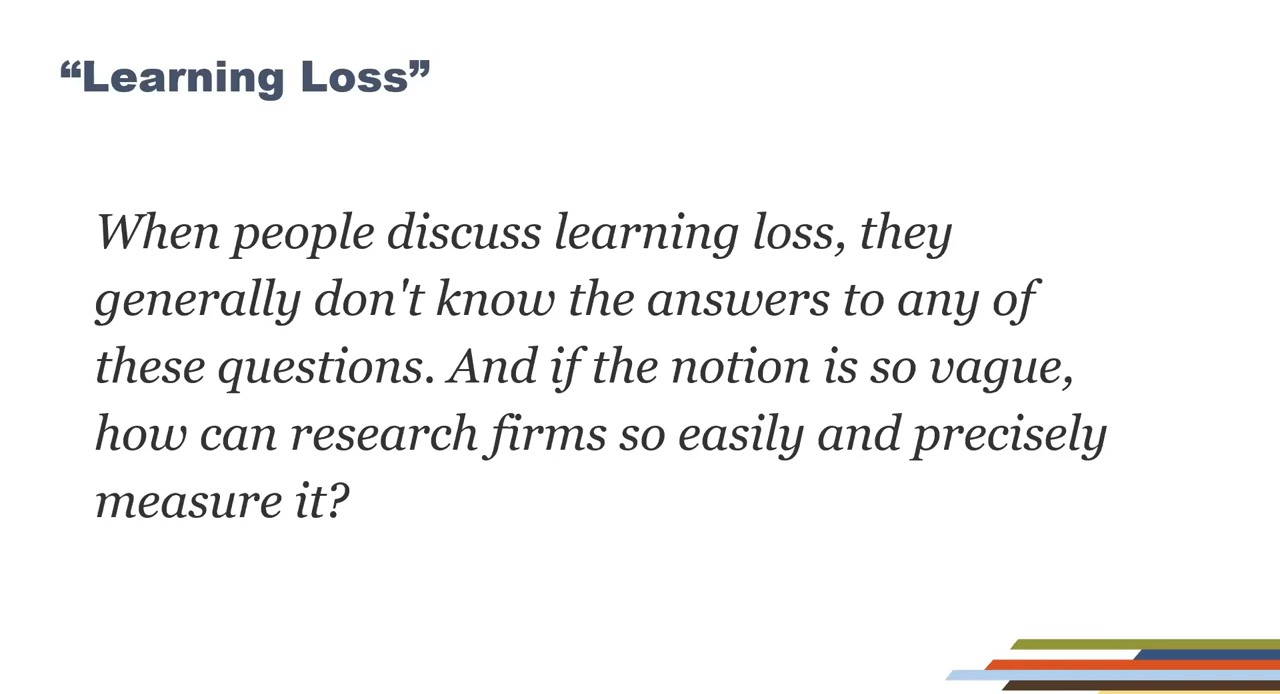 “Learning Loss”
When people discuss learning loss, they
generally don't know the answers to any of
these questions. And if the notion is so vague,
how can research firms so easily and precisely
measure it?